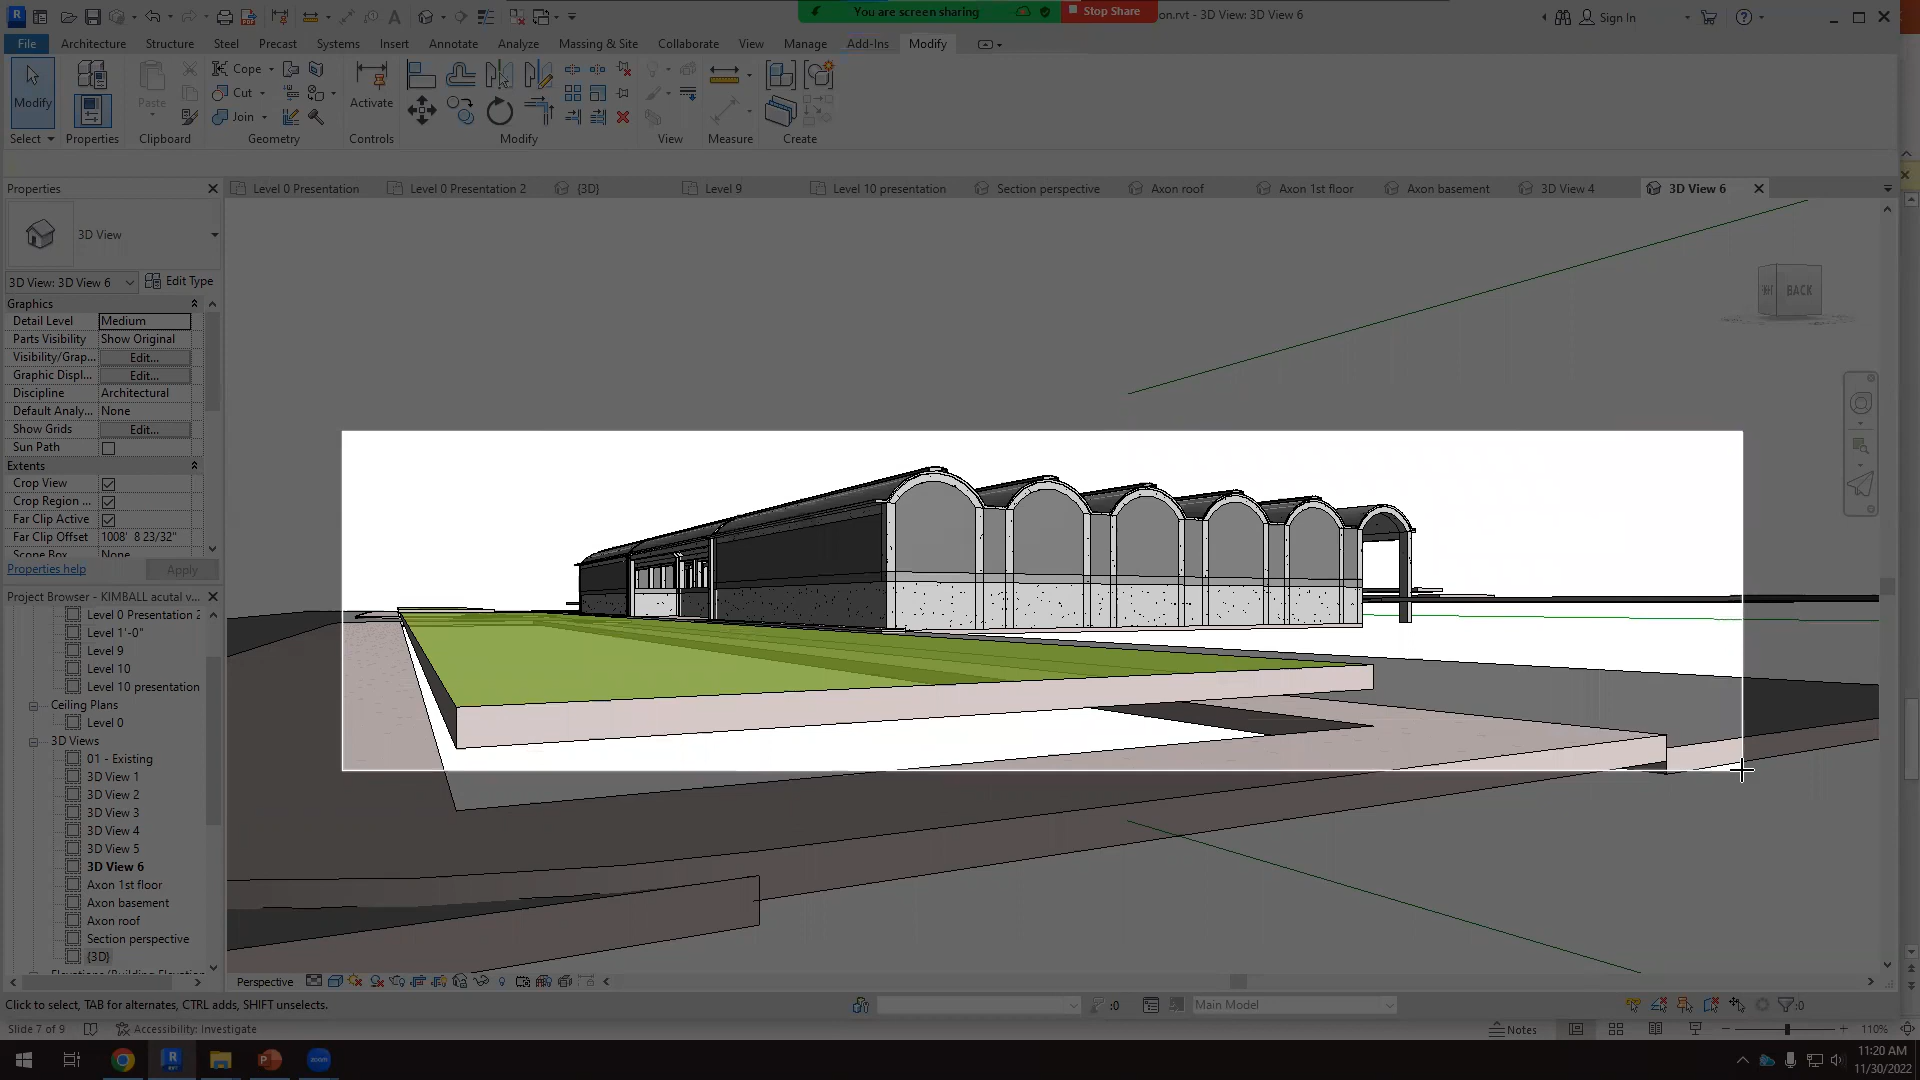 You are screen sharing Stop Share
on.rvt - 3D View: 3D View 6 Sign In
File Architecture Structure Steel Precast Systems Insert Annotate Analyze Massing & Site Collaborate View Manage Add-Ins Modify
Cope
Modify Paste Cut Activate
Join
Select Properties Clipboard Geometry Controls Modify View Measure Create
Properties
Level 0 Presentation Level 0 Presentation 2 {3D} Level 9 Level 10 presentation Section perspective Axon roof Axon 1st floor Axon basement 3D View 4 3D View 6
3D View
3D View: 3D View 6 Edit Type
BACK
Graphics
Detail Level Medium
Parts Visibility Show Original
Visibility/Grap... Edit...
Graphic Displ... Edit...
Discipline Architectural
Default Analy... None
Show Grids Edit...
Sun Path
Extents
Crop View
Crop Region ...
Far Clip Active
Far Clip Offset 1008' 8 23/32"
Scope Box None
Properties help Apply
Project Browser - KIMBALL acutal v...
Level 0 Presentation 2
Level 1'-0"
Level 9
Level 10
Level 10 presentation
Ceiling Plans
Level 0
3D Views
01 - Existing
3D View 1
3D View 2
3D View 3
3D View 4
3D View 5
3D View 6
Axon 1st floor
Axon basement
Axon roof
Section perspective
{3D}
Elevations (Building Elevation
Perspective
Click to select, TAB for alternates, CTRL adds, SHIFT unselects. :0 Main Model :0
Slide 7 of 9 Accessibility: Investigate Notes 110%
zoom
11:20 AM
11/30/2022